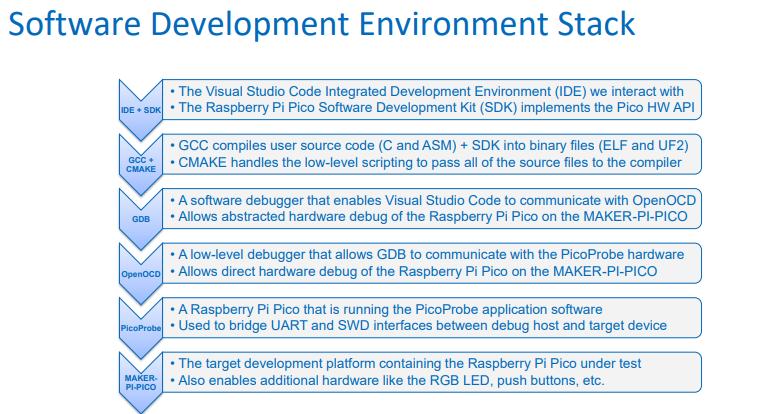 Software Development Environment Stack
IDE + SDK
• The Visual Studio Code Integrated Development Environment (IDE) we interact with
• The Raspberry Pi Pico Software Development Kit (SDK) implements the Pico HW API
GCC +
CMAKE
• GCC compiles user source code (C and ASM) + SDK into binary files (ELF and UF2)
• CMAKE handles the low-level scripting to pass all of the source files to the compiler
GDB
• A software debugger that enables Visual Studio Code to communicate with OpenOCD
• Allows abstracted hardware debug of the Raspberry Pi Pico on the MAKER-PI-PICO
OpenOCD
• A low-level debugger that allows GDB to communicate with the PicoProbe hardware
• Allows direct hardware debug of the Raspberry Pi Pico on the MAKER-PI-PICO
PicoProbe
• A Raspberry Pi Pico that is running the PicoProbe application software
• Used to bridge UART and SWD interfaces between debug host and target device
MAKER-
PI-PICO
• The target development platform containing the Raspberry Pi Pico under test
• Also enables additional hardware like the RGB LED, push buttons, etc.